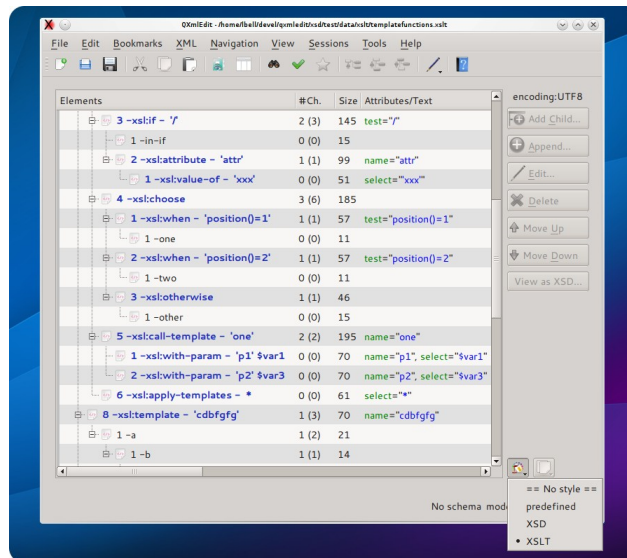 QXmlEdit - /home/lbell/devel/qxmledit/xsd/test/data/xslt/templatefunctions.xslt
File Edit Bookmarks XML Navigation View Sessions Tools Help
Elements #Ch. Size Attributes/Text
encoding:UTF8
3 -xsl:if - '/' 2 (3) 145 test="/"
Add Child...
1 -in-if 0 (0) 15
Append...
2 -xsl:attribute - 'attr' 1 (1) 99 name="attr"
1 -xsl:value-of - 'xxx' 0 (0) 51 select="'xxx'"
Edit...
4 -xsl:choose 3 (6) 185
Delete
1 -xsl:when - 'position()=1' 1 (1) 57 test="position()=1"
Move Up
1 -one 0 (0) 11
2 -xsl:when - 'position()=2' 1 (1) 57 test="position()=2"
Move Down
1 -two 0 (0) 11
View as XSD...
3 -xsl:otherwise 1 (1) 46
1 -other 0 (0) 15
5 -xsl:call-template - 'one' 2 (2) 195 name="one"
1 -xsl:with-param - 'p1' $var1 0 (0) 70 name="p1", select="$var1"
2 -xsl:with-param - 'p2' $var3 0 (0) 70 name="p2", select="$var3"
6 -xsl:apply-templates - * 0 (0) 61 select="*"
8 -xsl:template - 'cdbfgfg' 1 (3) 70 name="cdbfgfg"
1 -a 1 (2) 21
1 -b 1 (1) 14
No schema mod
== No style ==
predefined
XSD
XSLT